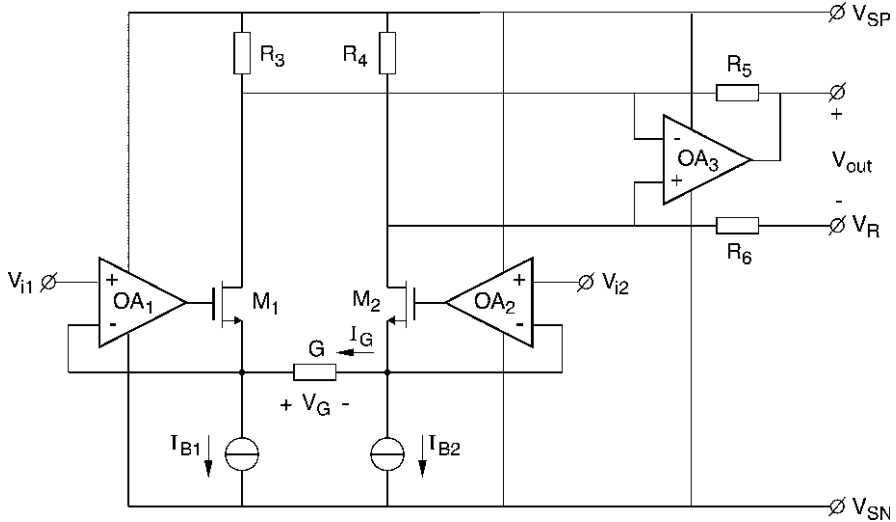 V_SP
R_3 R_4 R_5
+
-
OA_3
V_out
+
-
V_R
R_6
V_i1 + OA_1 - M_1 M_2 OA_2 + - V_i2
I_G
G
+ V_G -
I_B1 I_B2
V_SN